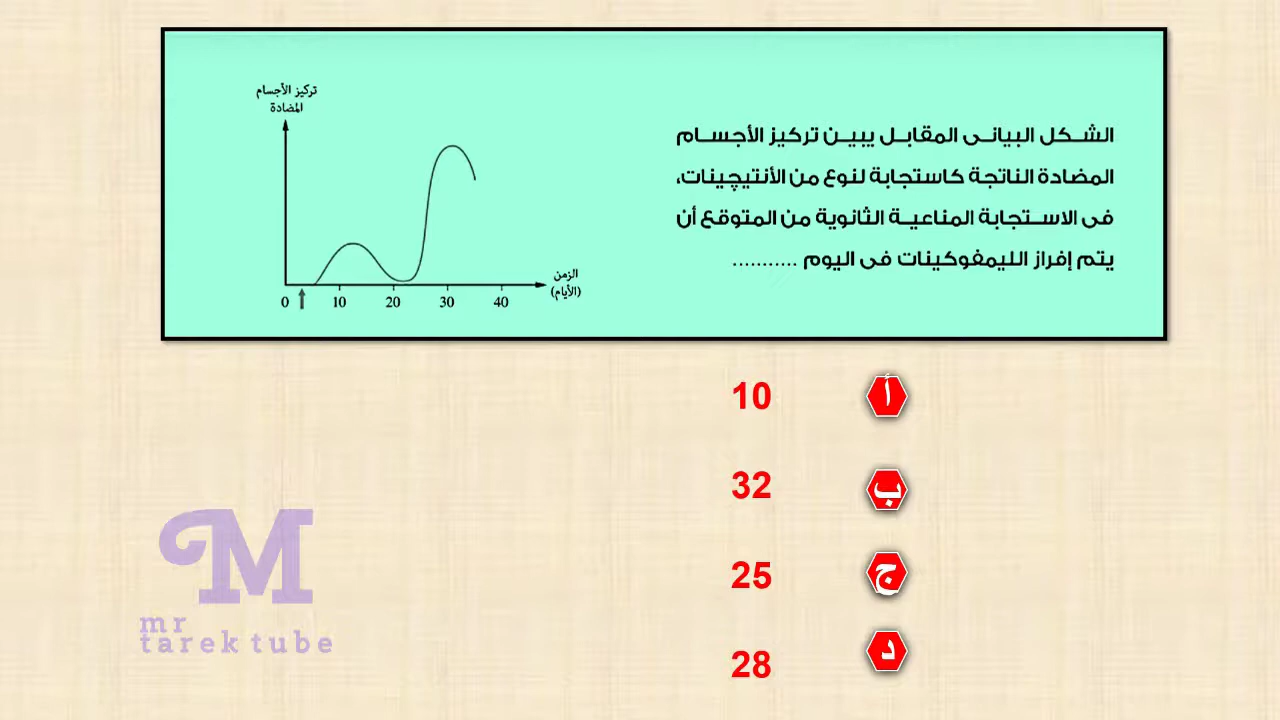 تركيز الأجسام
المضادة
الشكل البيانى المقابل يبين تركيز الأجسام
المضادة الناتجة كاستجابة لنوع من الأنتيچينات،
فى الاستجابة المناعية الثانوية من المتوقع أن
يتم إفراز الليمفوكينات فى اليوم ...........
الزمن
(الأيام)
0 10 20 30 40
أ 10
ب 32
ج 25
د 28
M
mr
tarek tube